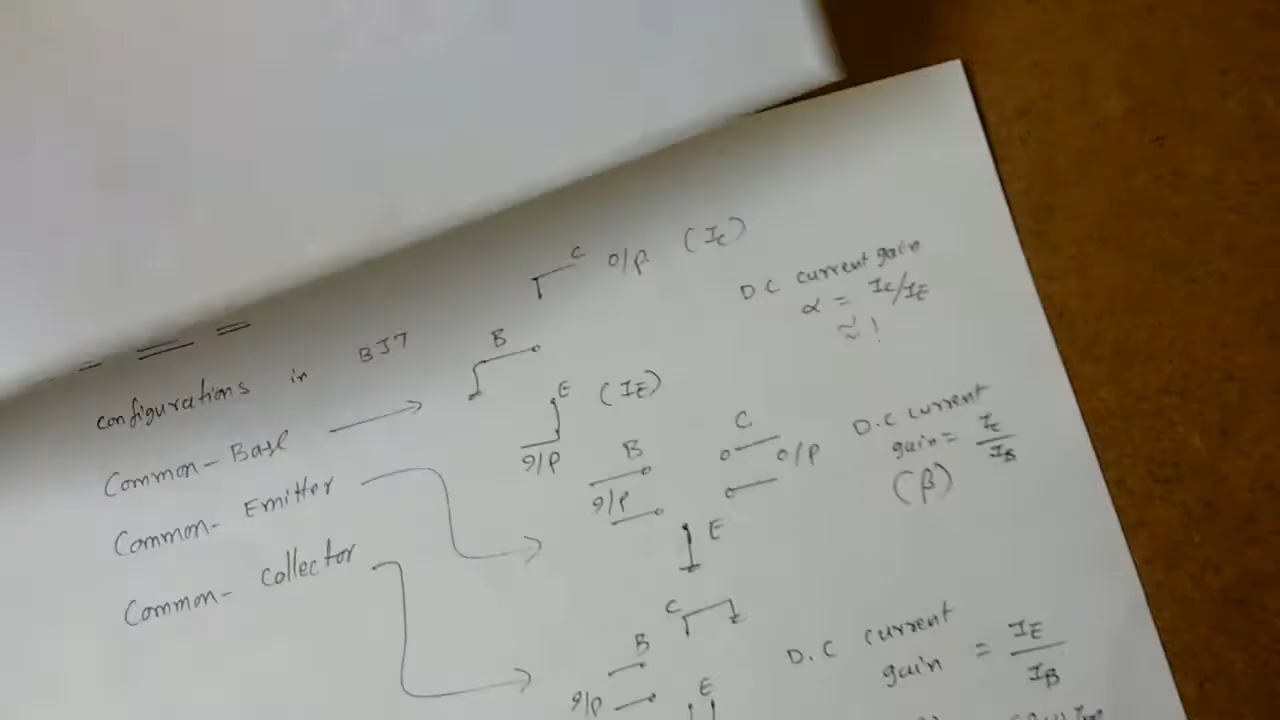 configurations in BJT
Common-Base
Common-Emitter
Common-Collector
C O/P (IC)
B
E (IE)
I/P
D.C current gain
α = IC/IE
≈ 1
B
I/P
C
O/P
E
D.C current
gain = IC/IB
(β)
C
B
I/P
E
D.C current
gain = IE/IB